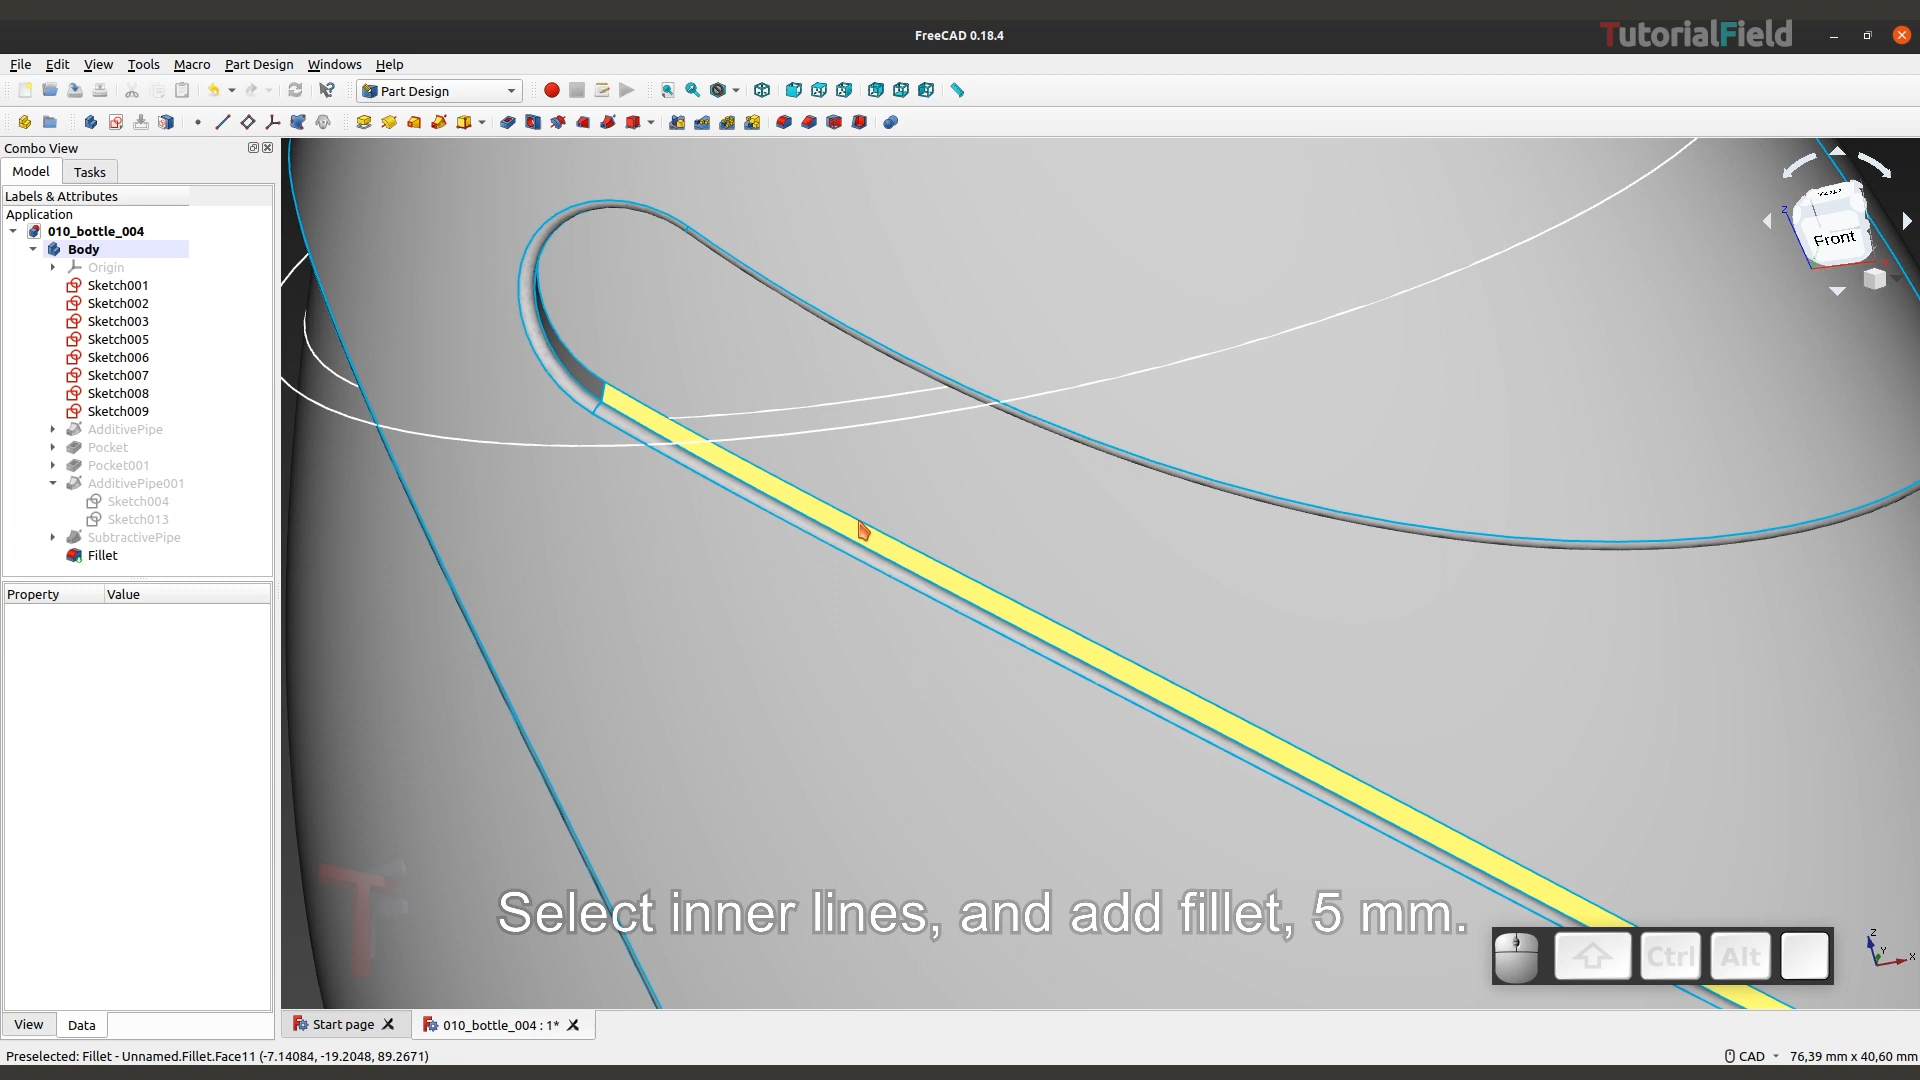 TutorialField
FreeCAD 0.18.4
File Edit View Tools Macro Part Design Windows Help
Part Design
Combo View
Model Tasks
Labels & Attributes
Application
010_bottle_004
Body
Origin
Sketch001
Sketch002
Sketch003
Sketch005
Sketch006
Sketch007
Sketch008
Sketch009
AdditivePipe
Pocket
Pocket001
AdditivePipe001
Sketch004
Sketch013
SubtractivePipe
Fillet
Property Value
Front
Z
Select inner lines, and add fillet, 5 mm.
Ctrl Alt
Z
Y
X
View Data
Start page
010_bottle_004 : 1*
Preselected: Fillet - Unnamed.Fillet.Face11 (-7.14084, -19.2048, 89.2671)
CAD
76,39 mm x 40,60 mm